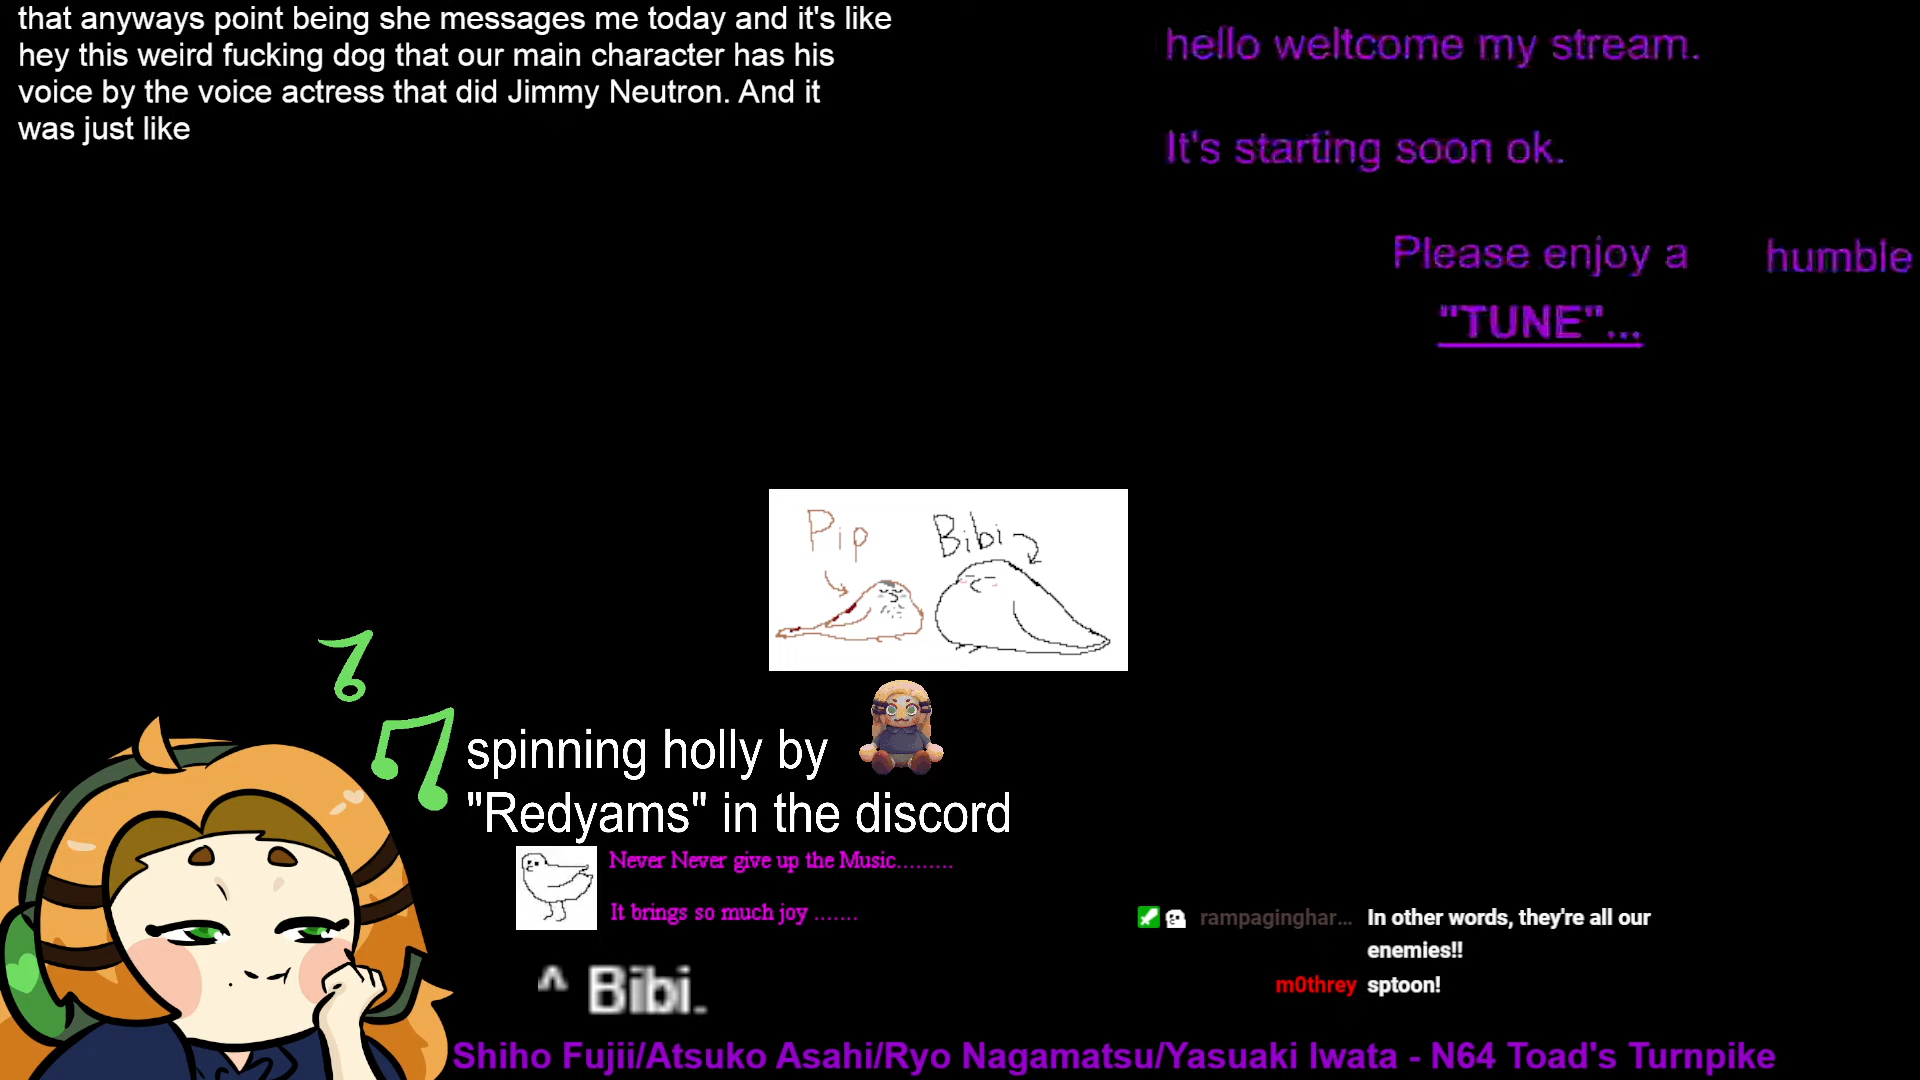 that anyways point being she messages me today and it's like
hey this weird fucking dog that our main character has his
voice by the voice actress that did Jimmy Neutron. And it
was just like
hello weltcome my stream.
It's starting soon ok.
Please enjoy a humble
"TUNE"...
Pip
Bibi
spinning holly by
"Redyams" in the discord
Never Never give up the Music.........
It brings so much joy .......
^ Bibi.
rampaginghar... In other words, they're all our
enemies!!
m0threy sptoon!
Shiho Fujii/Atsuko Asahi/Ryo Nagamatsu/Yasuaki Iwata - N64 Toad's Turnpike